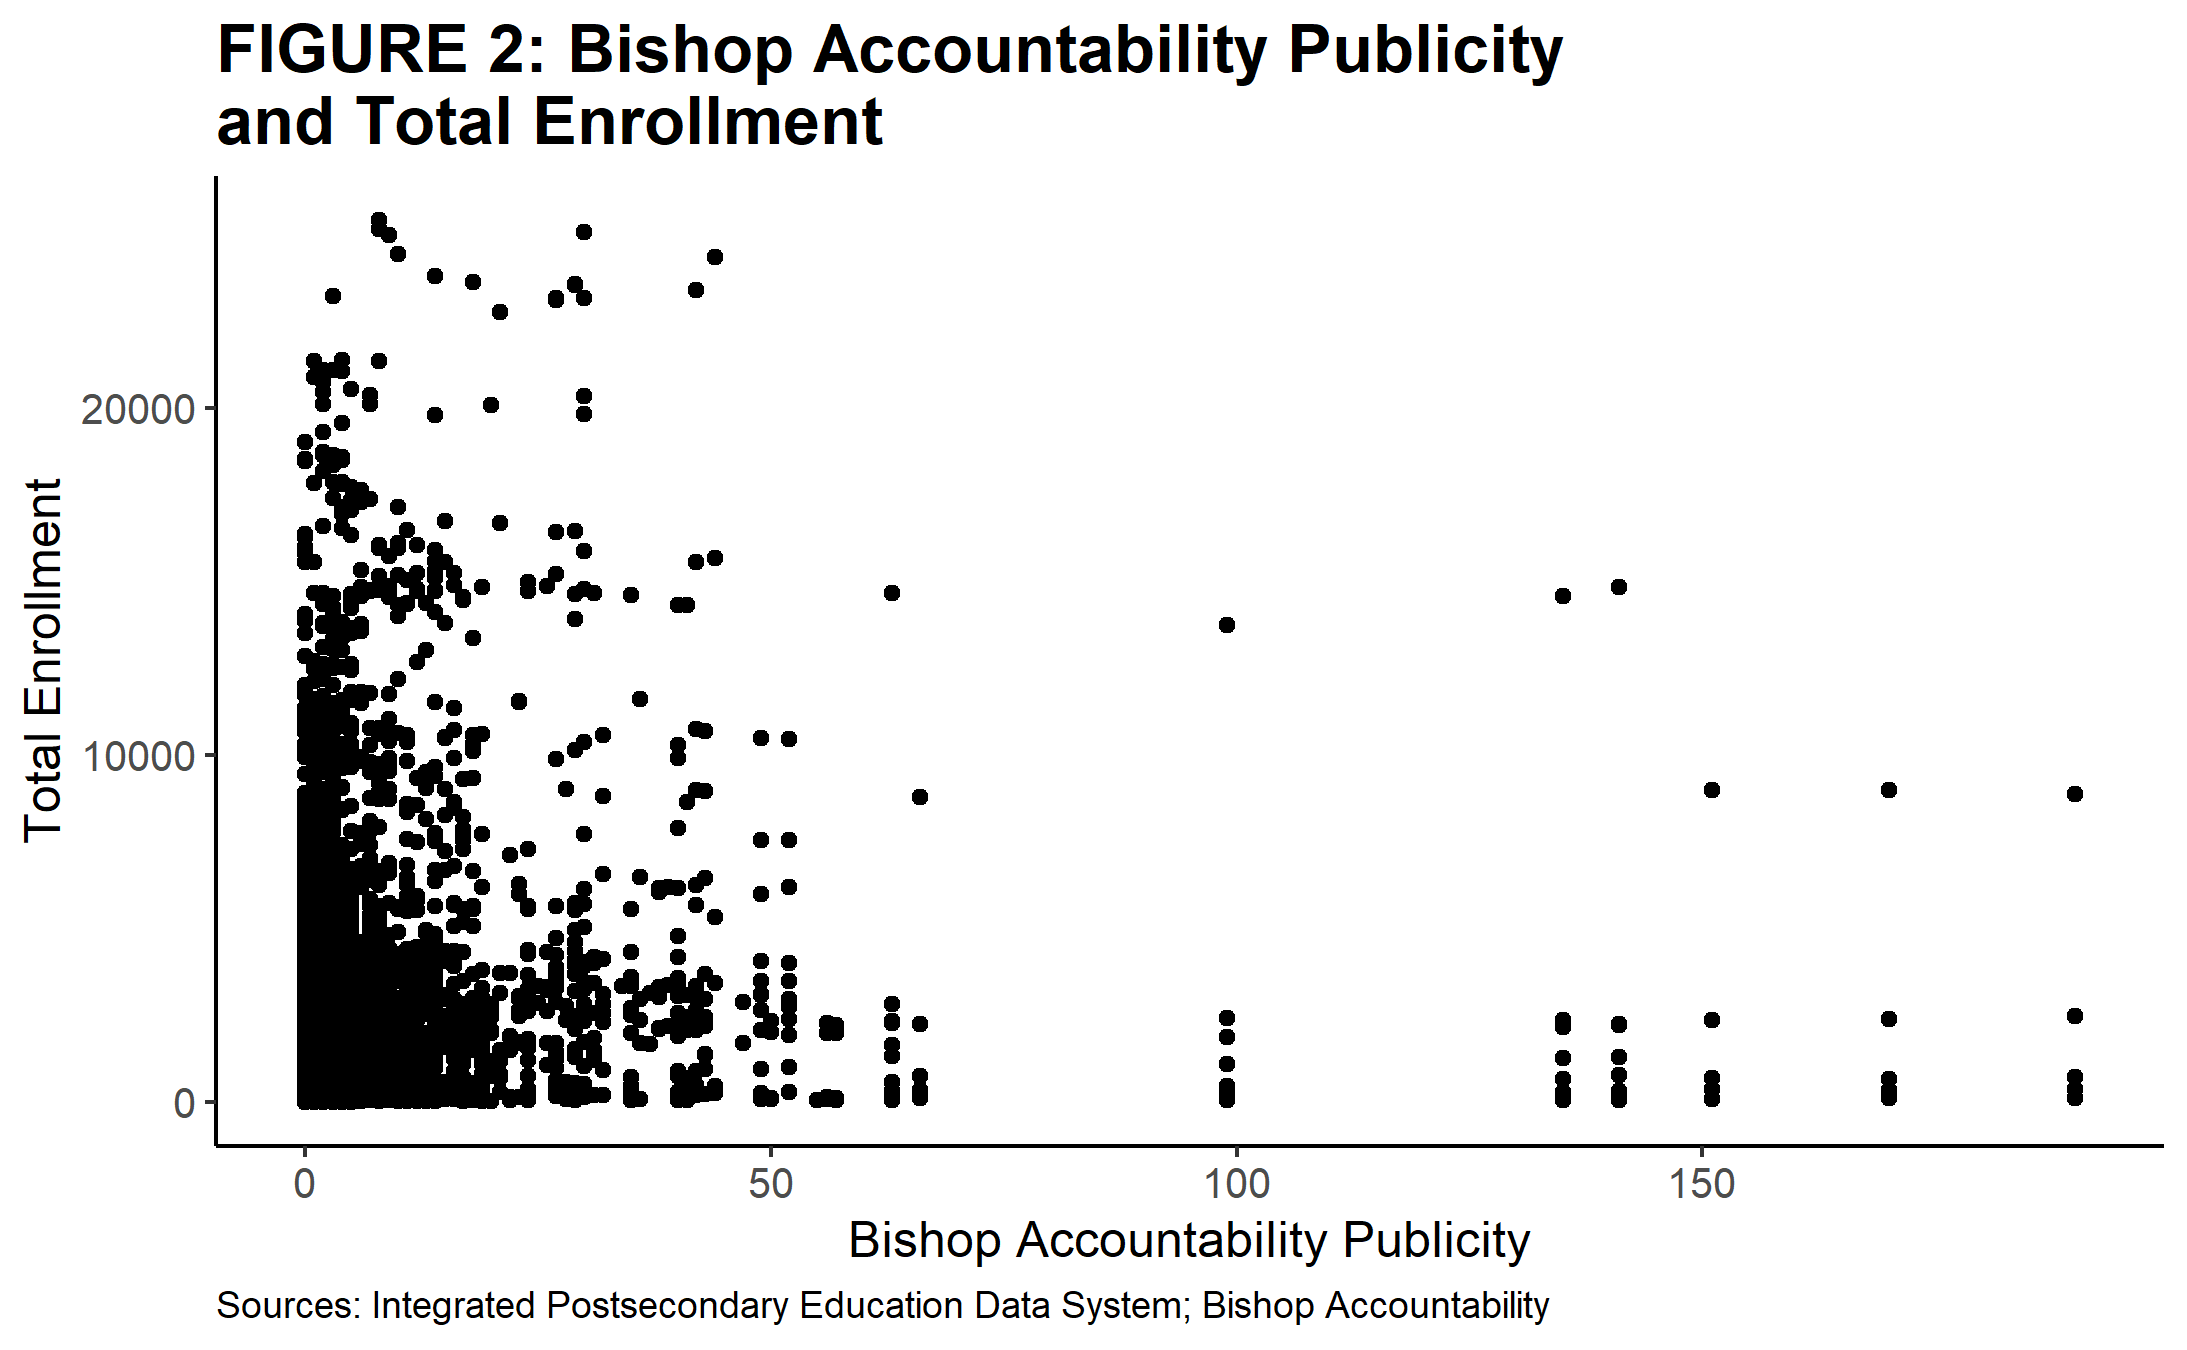 FIGURE 2: Bishop Accountability Publicity
and Total Enrollment
Total Enrollment
20000
10000
0
0
50
100
150
Bishop Accountability Publicity
Sources: Integrated Postsecondary Education Data System; Bishop Accountability